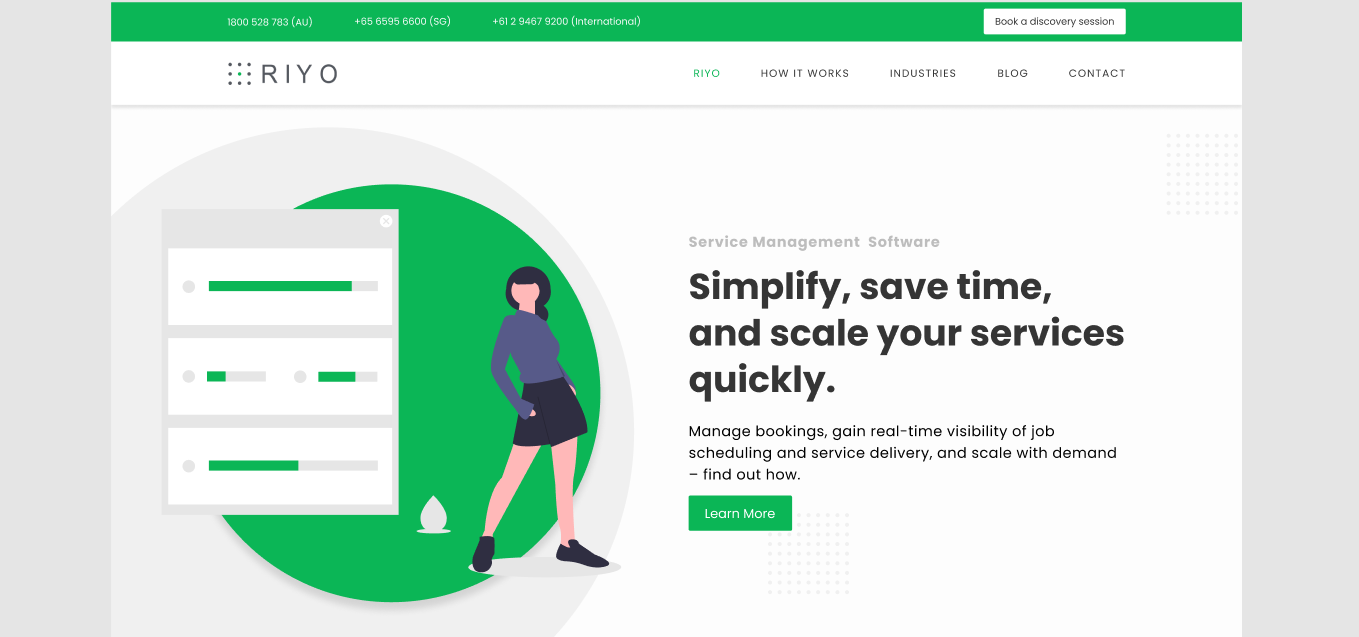 1800 528 783 (AU)
+65 6595 6600 (SG)
+61 2 9467 9200 (International)
Book a discovery session
RIYO
RIYO
HOW IT WORKS
INDUSTRIES
BLOG
CONTACT
Service Management Software
Simplify, save time,
and scale your services
quickly.
Manage bookings, gain real-time visibility of job
scheduling and service delivery, and scale with demand
– find out how.
Learn More